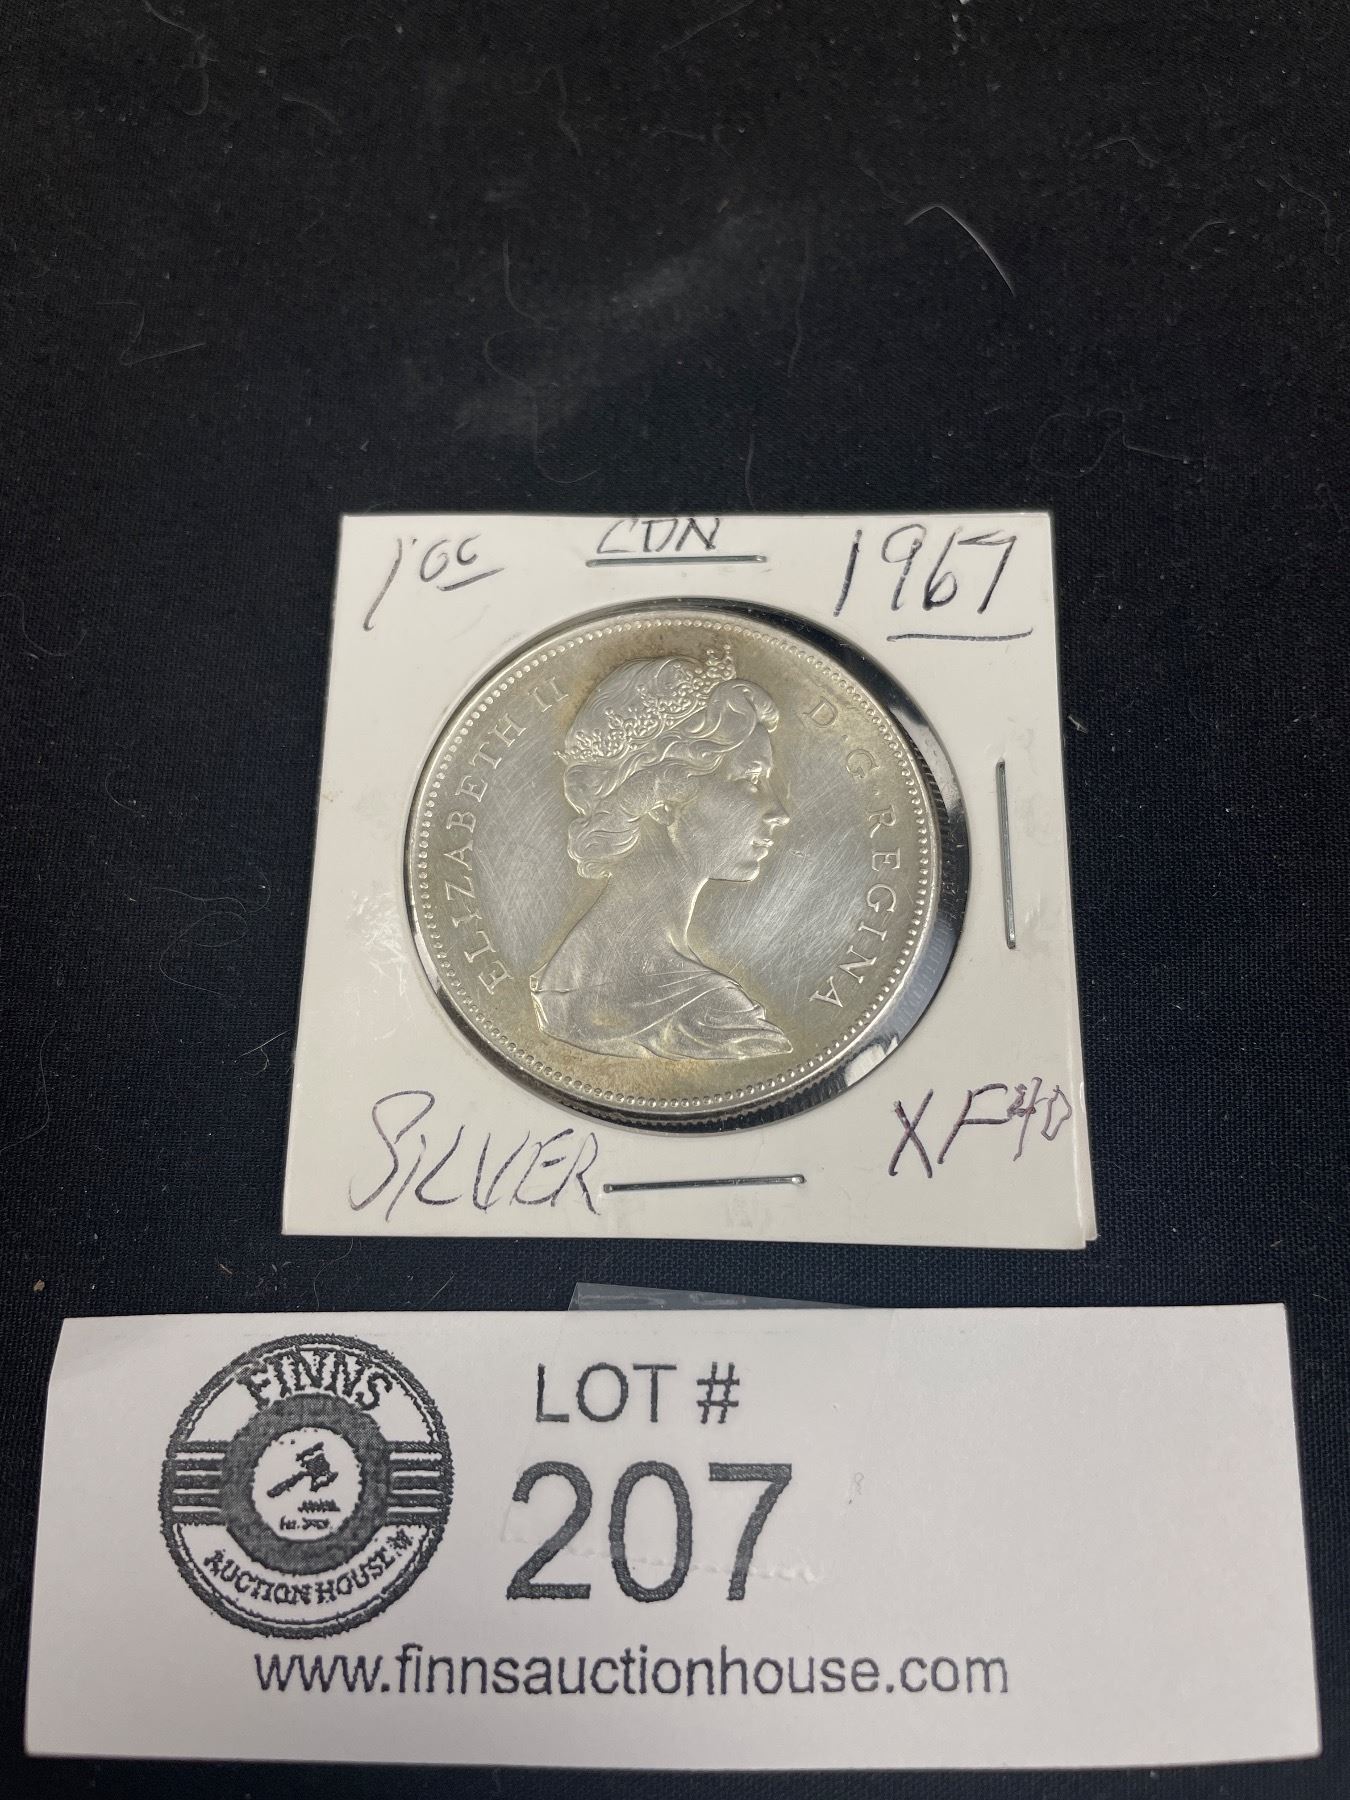 1.00 CDN 1967
ELIZABETH II D·G·REGINA
SILVER XF40
FINNS
AUCTION HOUSE
LOT #
207
www.finnsauctionhouse.com